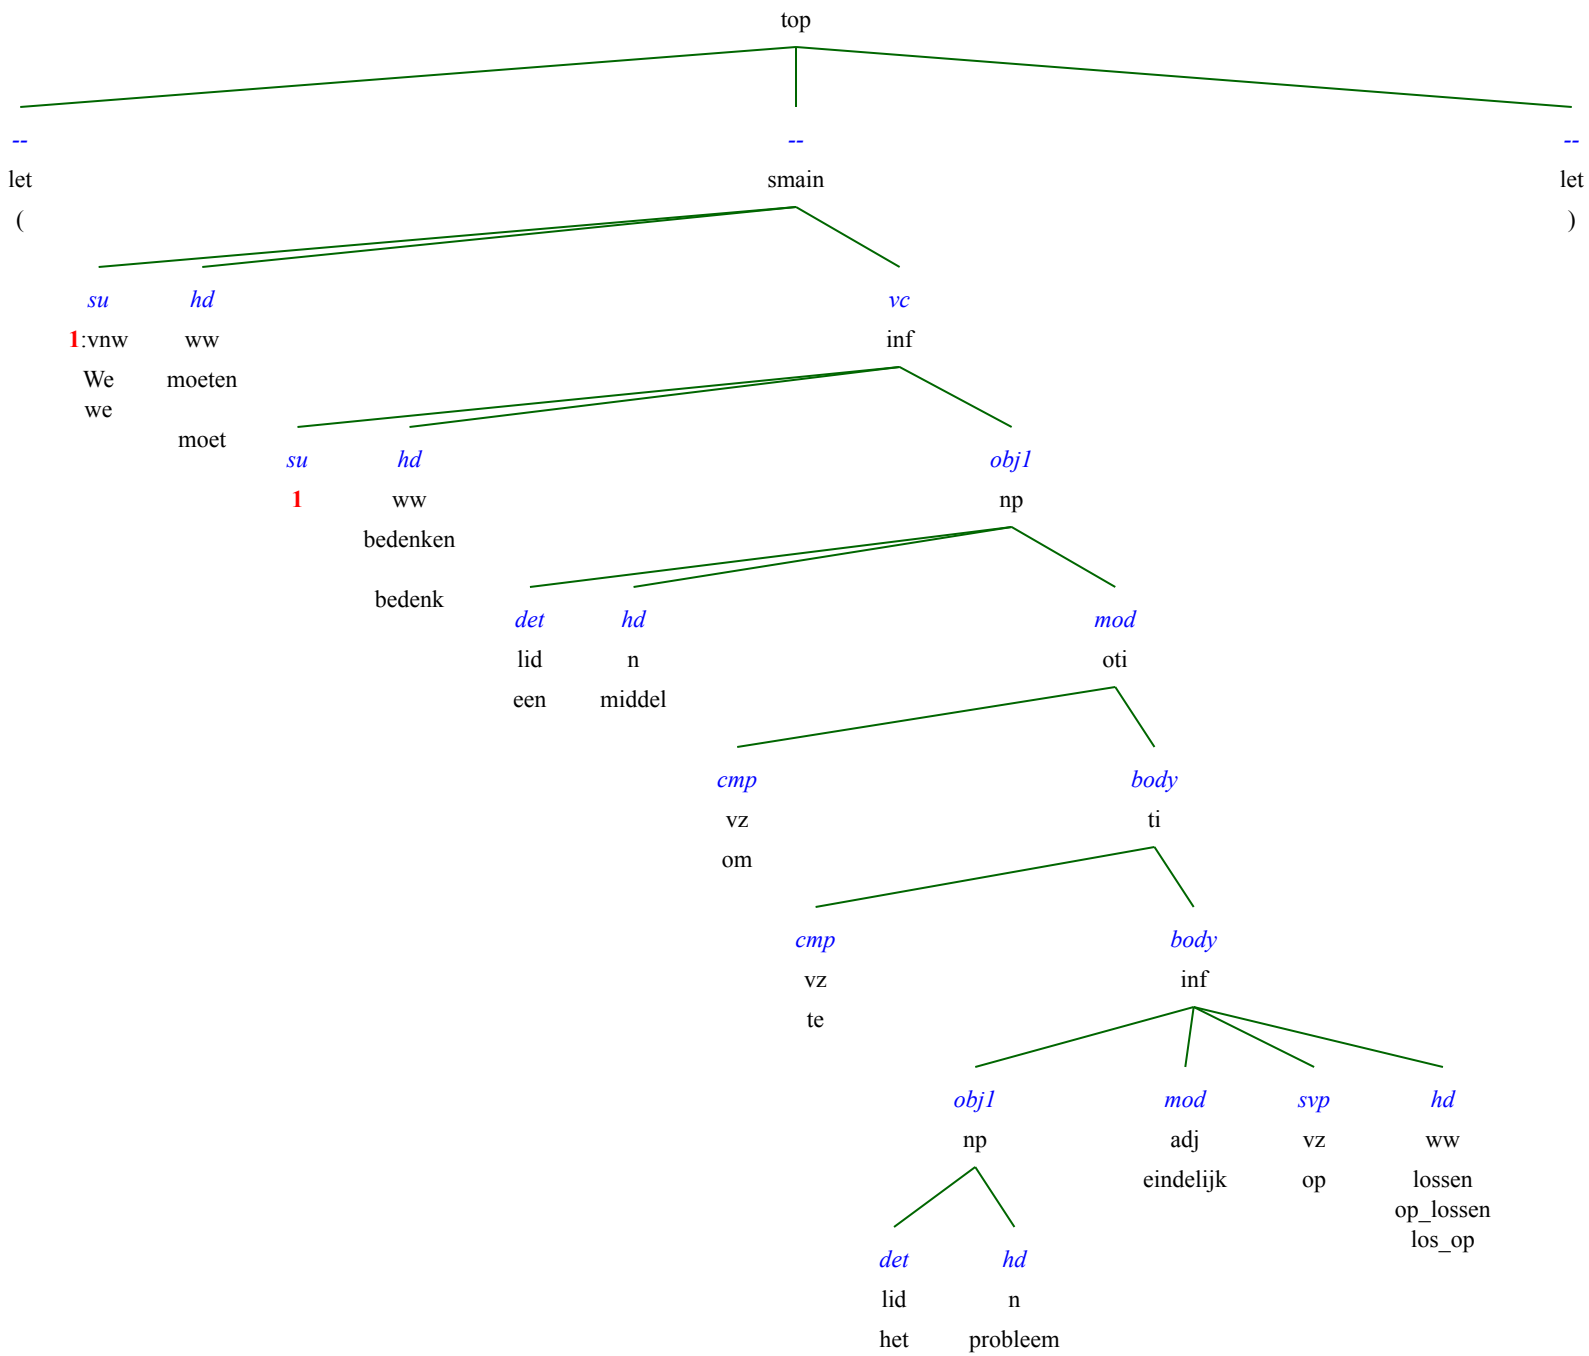 top
-- -- --
let smain let
( )
su hd vc
1:vnw ww inf
We moeten
we
moet
su hd obj1
1 ww np
bedenken
bedenk
det hd mod
lid n oti
een middel
cmp body
vz ti
om
cmp body
vz inf
te
obj1 mod svp hd
np adj vz ww
eindelijk op lossen
op_lossen
los_op
det hd
lid n
het probleem